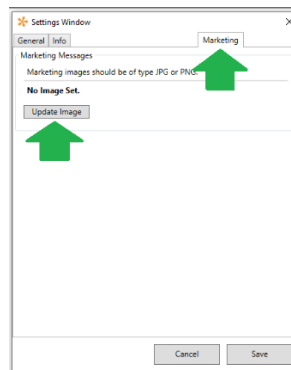 Settings Window
General Info Marketing
Marketing Messages
Marketing images should be of type JPG or PNG.
No Image Set.
Update Image
Cancel Save